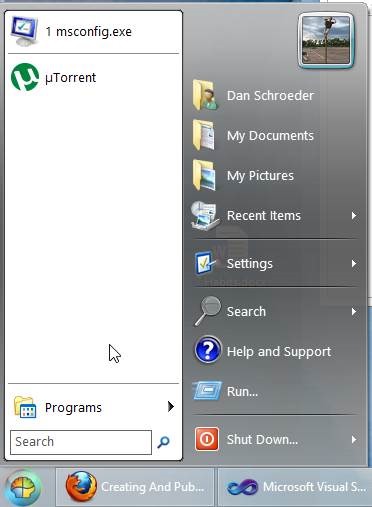 1 msconfig.exe
µTorrent
Programs
Search
Dan Schroeder
My Documents
My Pictures
Recent Items
Settings
Search
Help and Support
Run...
Shut Down...
Creating And Pub...
Microsoft Visual S...